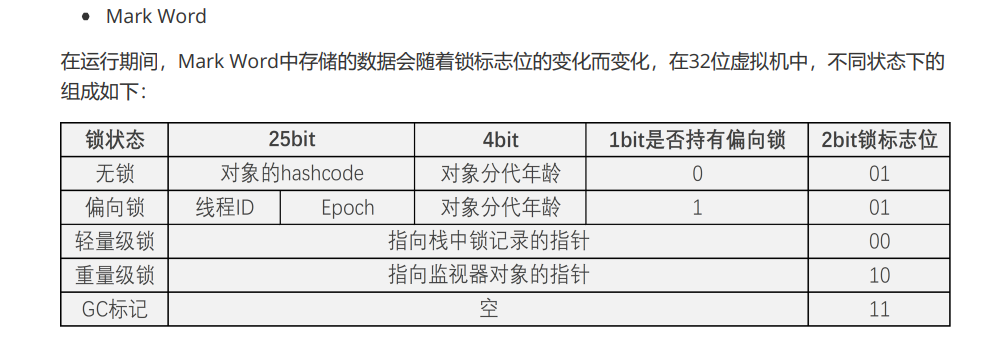 Mark Word
在运行期间，Mark Word中存储的数据会随着锁标志位的变化而变化，在32位虚拟机中，不同状态下的
组成如下：
锁状态 25bit 4bit 1bit是否持有偏向锁 2bit锁标志位
无锁 对象的hashcode 对象分代年龄 0 01
偏向锁 线程ID Epoch 对象分代年龄 1 01
轻量级锁 指向栈中锁记录的指针 00
重量级锁 指向监视器对象的指针 10
GC标记 空 11